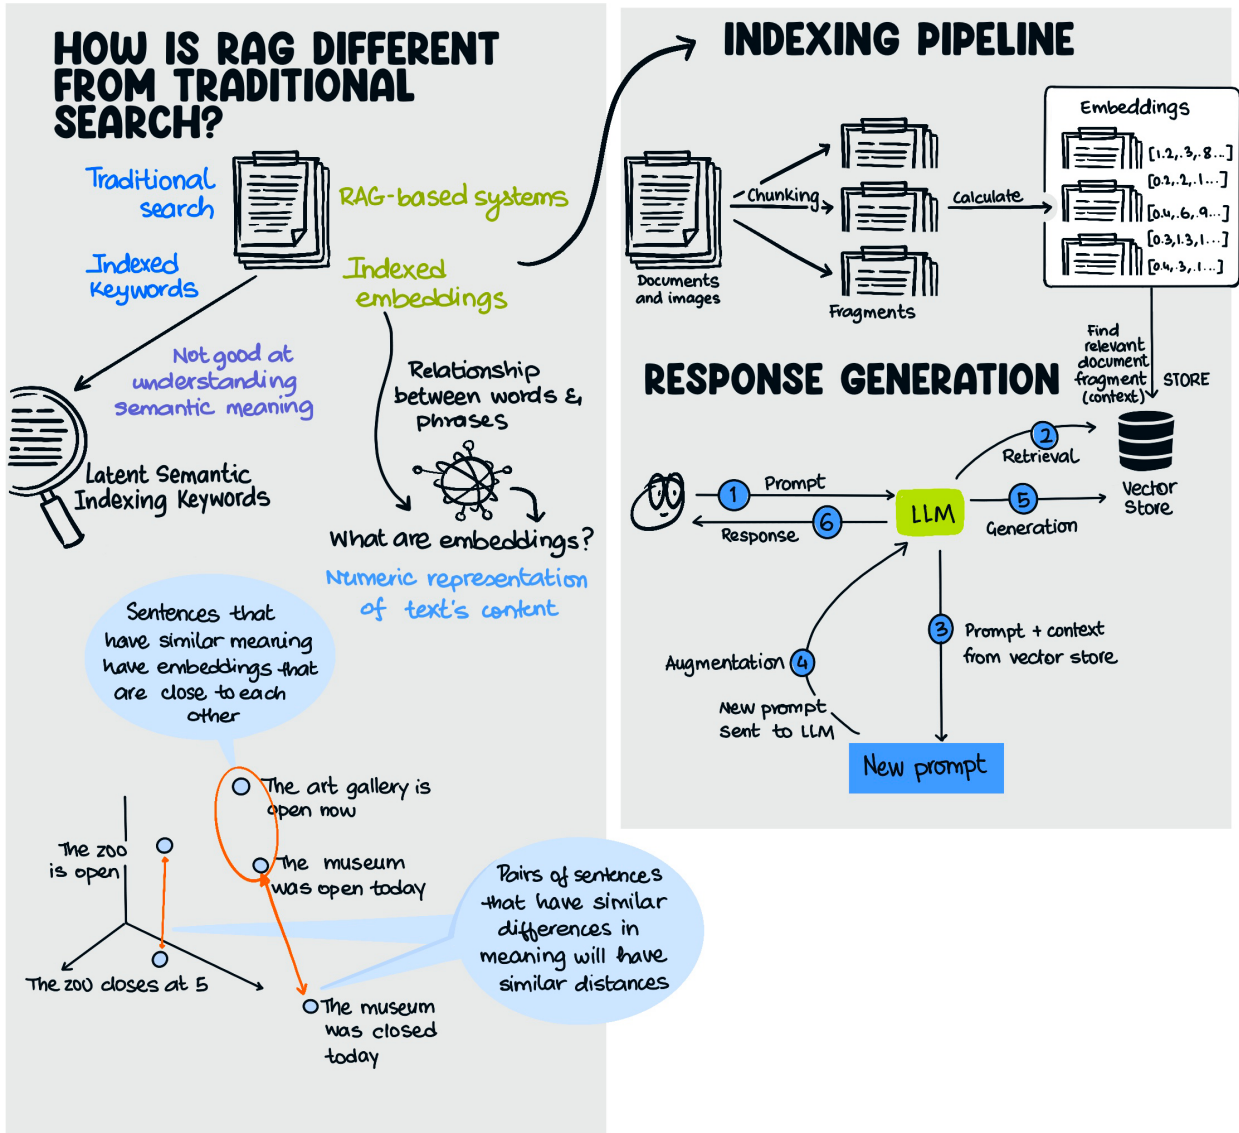 HOW IS RAG DIFFERENT
FROM TRADITIONAL
SEARCH?
Traditional
search
RAG-based systems
Indexed
Keywords
Indexed
embeddings
Not good at
understanding
semantic meaning
Relationship
between words &
phrases
Latent Semantic
Indexing Keywords
What are embeddings?
Numeric representation
of text's content
Sentences that
have similar meaning
have embeddings that
are close to each
other
The art gallery is
open now
The zoo
is open
The museum
was open today
Pairs of sentences
that have similar
differences in
meaning will have
similar distances
The zoo closes at 5
The museum
was closed
today
INDEXING PIPELINE
Documents
and images
Chunking
Fragments
Calculate
Embeddings
[1.2,.3,.8...]
[0.2,.2,.1...]
[0.4,.6,.9...]
[0.3,1.3,1...]
[0.4,.3,.1...]
Find
relevant
document
fragment
(context)
STORE
RESPONSE GENERATION
1
Prompt
2
Retrieval
Vector
Store
LLM
5
Generation
6
Response
3
Prompt + context
from vector store
Augmentation
4
New prompt
sent to LLM
New prompt